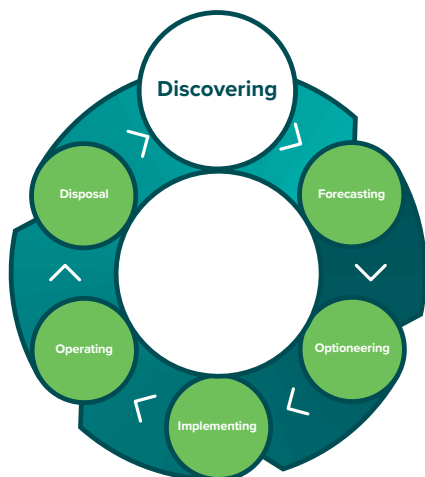 Discovering
Disposal
Forecasting
Operating
Optioneering
Implementing